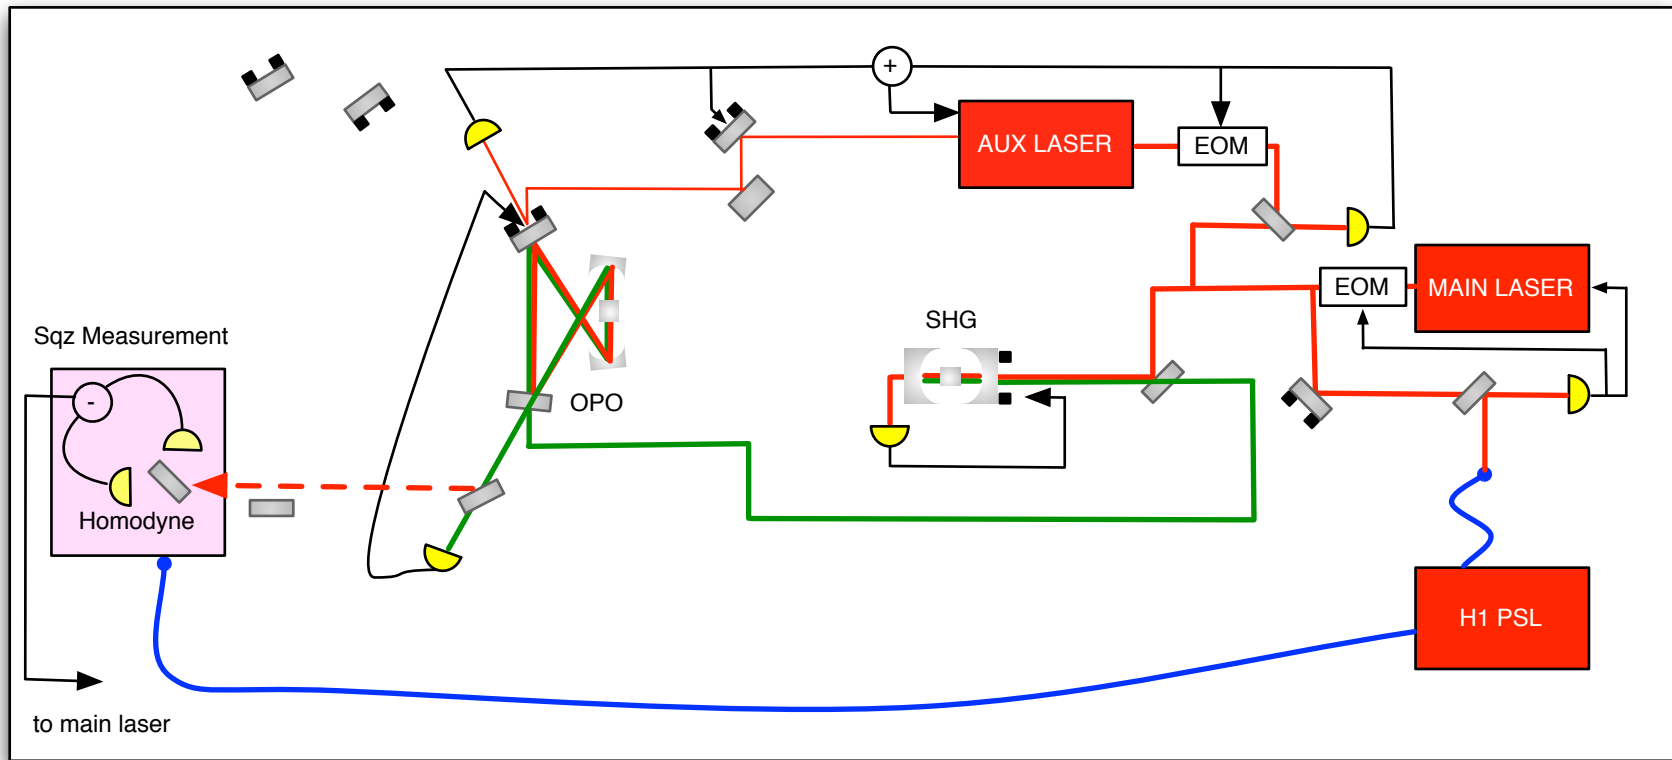 +
AUX LASER
EOM
EOM
MAIN LASER
SHG
Sqz Measurement
-
OPO
Homodyne
H1 PSL
to main laser